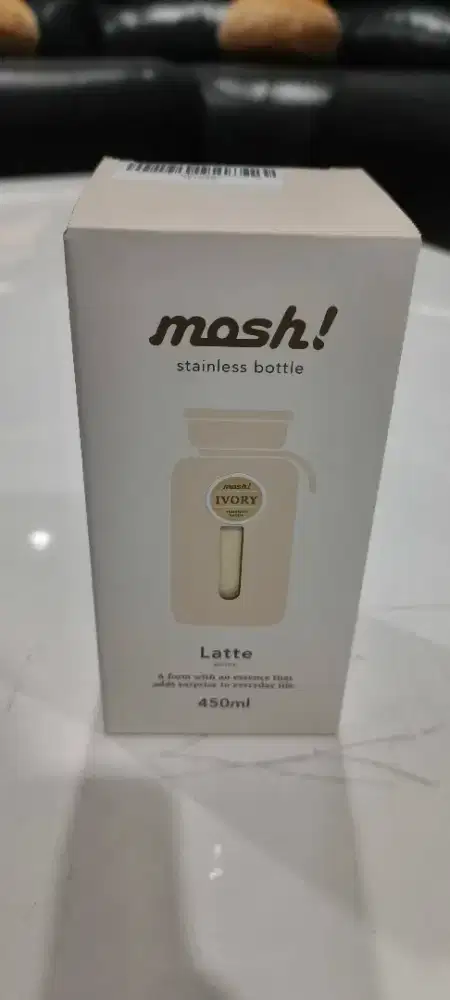 mosh!
stainless bottle
mosh!
IVORY
Latte
A form with an essence that
adds surprise to everyday life
450ml